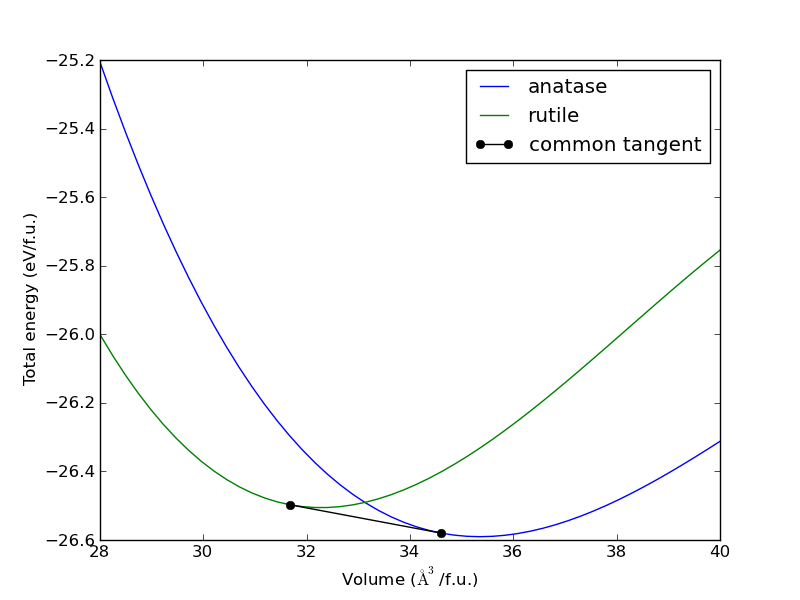 −25.2
−25.4
−25.6
−25.8
−26.0
−26.2
−26.4
−26.6
Total energy (eV/f.u.)
anatase
rutile
common tangent
28 30 32 34 36 38 40
Volume (Å³/f.u.)